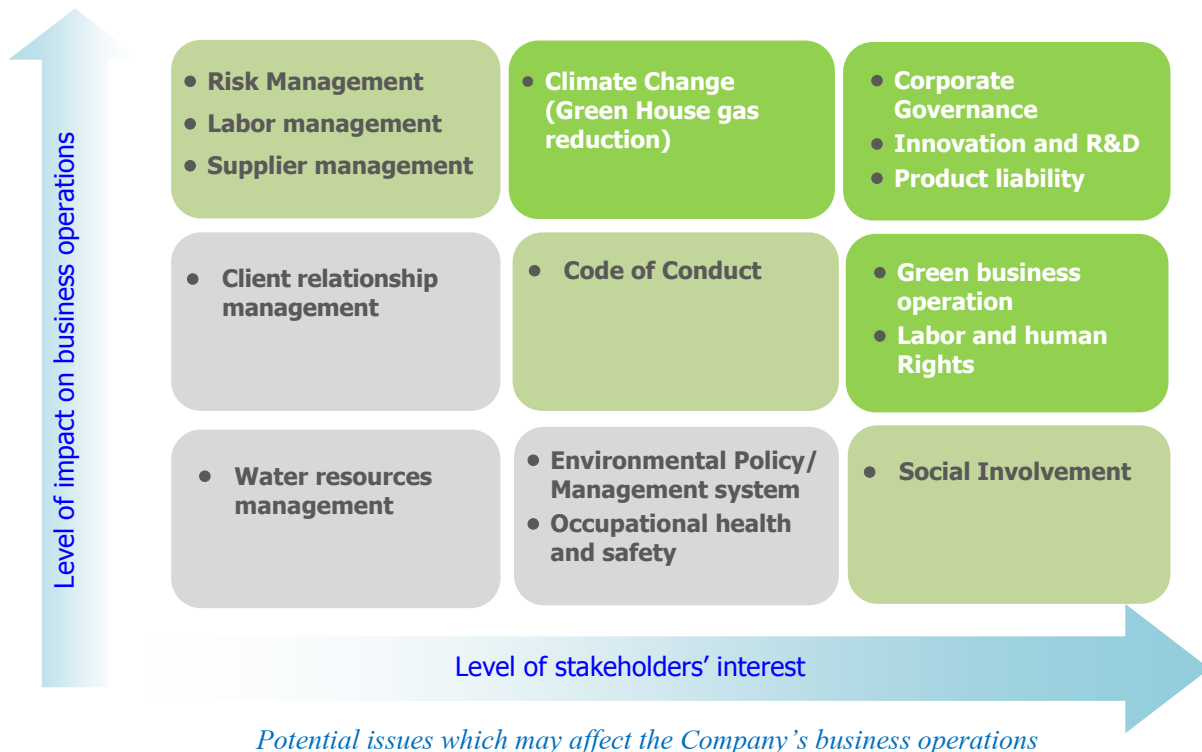 Level of impact on business operations
• Risk Management
• Labor management
• Supplier management
• Climate Change
(Green House gas
reduction)
• Corporate
Governance
• Innovation and R&D
• Product liability
• Client relationship
management
• Code of Conduct
• Green business
operation
• Labor and human
Rights
• Water resources
management
• Environmental Policy/
Management system
• Occupational health
and safety
• Social Involvement
Level of stakeholders’ interest
Potential issues which may affect the Company’s business operations